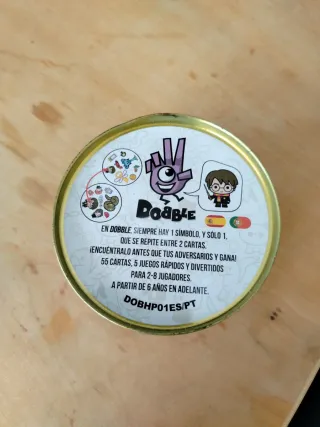 DOBBLE
EN DOBBLE, SIEMPRE HAY 1 SÍMBOLO, Y SÓLO 1,
QUE SE REPITE ENTRE 2 CARTAS.
¡ENCUÉNTRALO ANTES QUE TUS ADVERSARIOS Y GANA!
55 CARTAS, 5 JUEGOS RÁPIDOS Y DIVERTIDOS
PARA 2-8 JUGADORES.
A PARTIR DE 6 AÑOS EN ADELANTE.
DOBHP01ES/PT